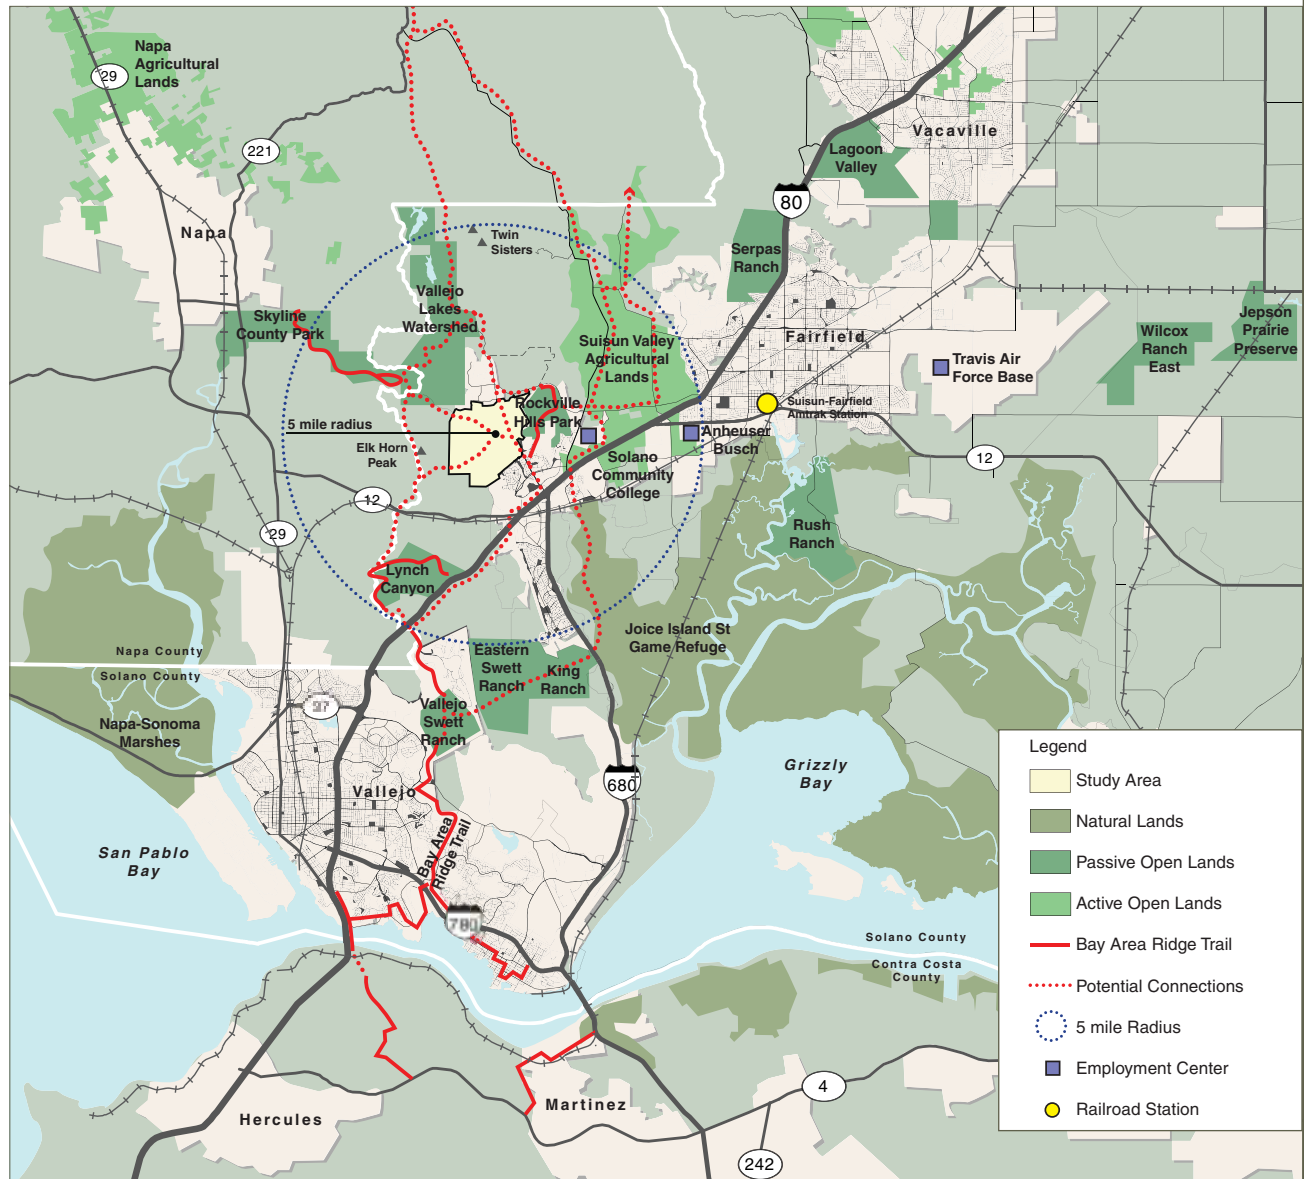 Napa
Agricultural
Lands
29
221
Napa
Vacaville
Lagoon
Valley
80
Twin
Sisters
Serpas
Ranch
Vallejo
Lakes
Watershed
Skyline
County Park
Suisun Valley
Agricultural
Lands
Fairfield
Jepson
Prairie
Preserve
Wilcox
Ranch
East
Travis Air
Force Base
Suisun-Fairfield
Amtrak Station
Rockville
Hills Park
5 mile radius
Elk Horn
Peak
Anheuser
Busch
Solano
Community
College
12
12
29
Rush
Ranch
Lynch
Canyon
Joice Island St
Game Refuge
Napa County
Solano County
Eastern
Swett
Ranch
King
Ranch
Vallejo
Swett
Ranch
Napa-Sonoma
Marshes
37
Grizzly
Bay
680
Vallejo
Bay Area
Ridge Trail
San Pablo
Bay
780
Solano County
Contra Costa
County
Hercules
Martinez
4
242
Legend
Study Area
Natural Lands
Passive Open Lands
Active Open Lands
Bay Area Ridge Trail
Potential Connections
5 mile Radius
Employment Center
Railroad Station